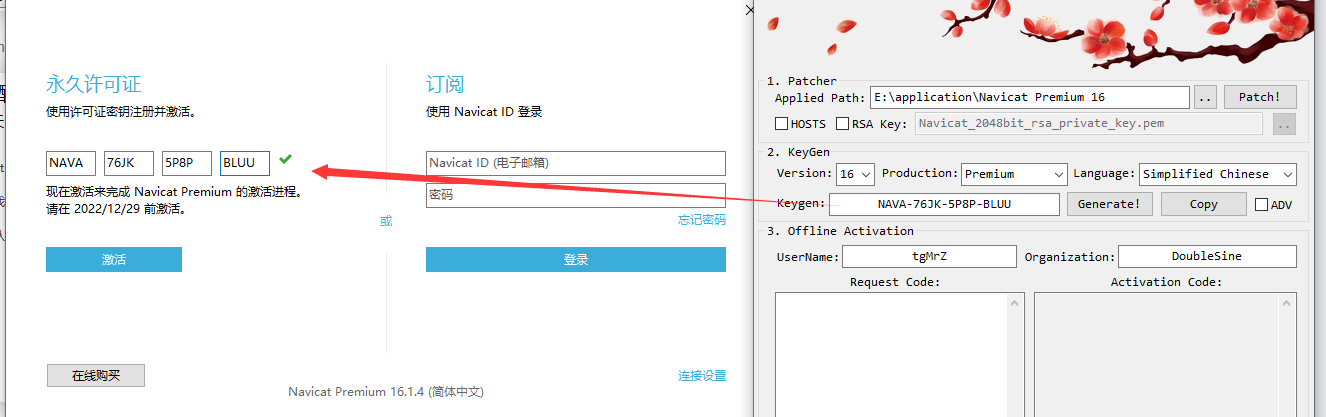 永久许可证
使用许可证密钥注册并激活。
NAVA 76JK 5P8P BLUU
现在激活来完成 Navicat Premium 的激活进程。
请在 2022/12/29 前激活。
激活
或
订阅
使用 Navicat ID 登录
Navicat ID (电子邮箱)
密码
忘记密码
登录
在线购买
连接设置
Navicat Premium 16.1.4 (简体中文)
1. Patcher
Applied Path: E:\application\Navicat Premium 16 .. Patch!
HOSTS RSA Key: Navicat_2048bit_rsa_private_key.pem ..
2. KeyGen
Version: 16 Production: Premium Language: Simplified Chinese
Keygen: NAVA-76JK-5P8P-BLUU Generate! Copy ADV
3. Offline Activation
UserName: tgMrZ Organization: DoubleSine
Request Code: Activation Code: